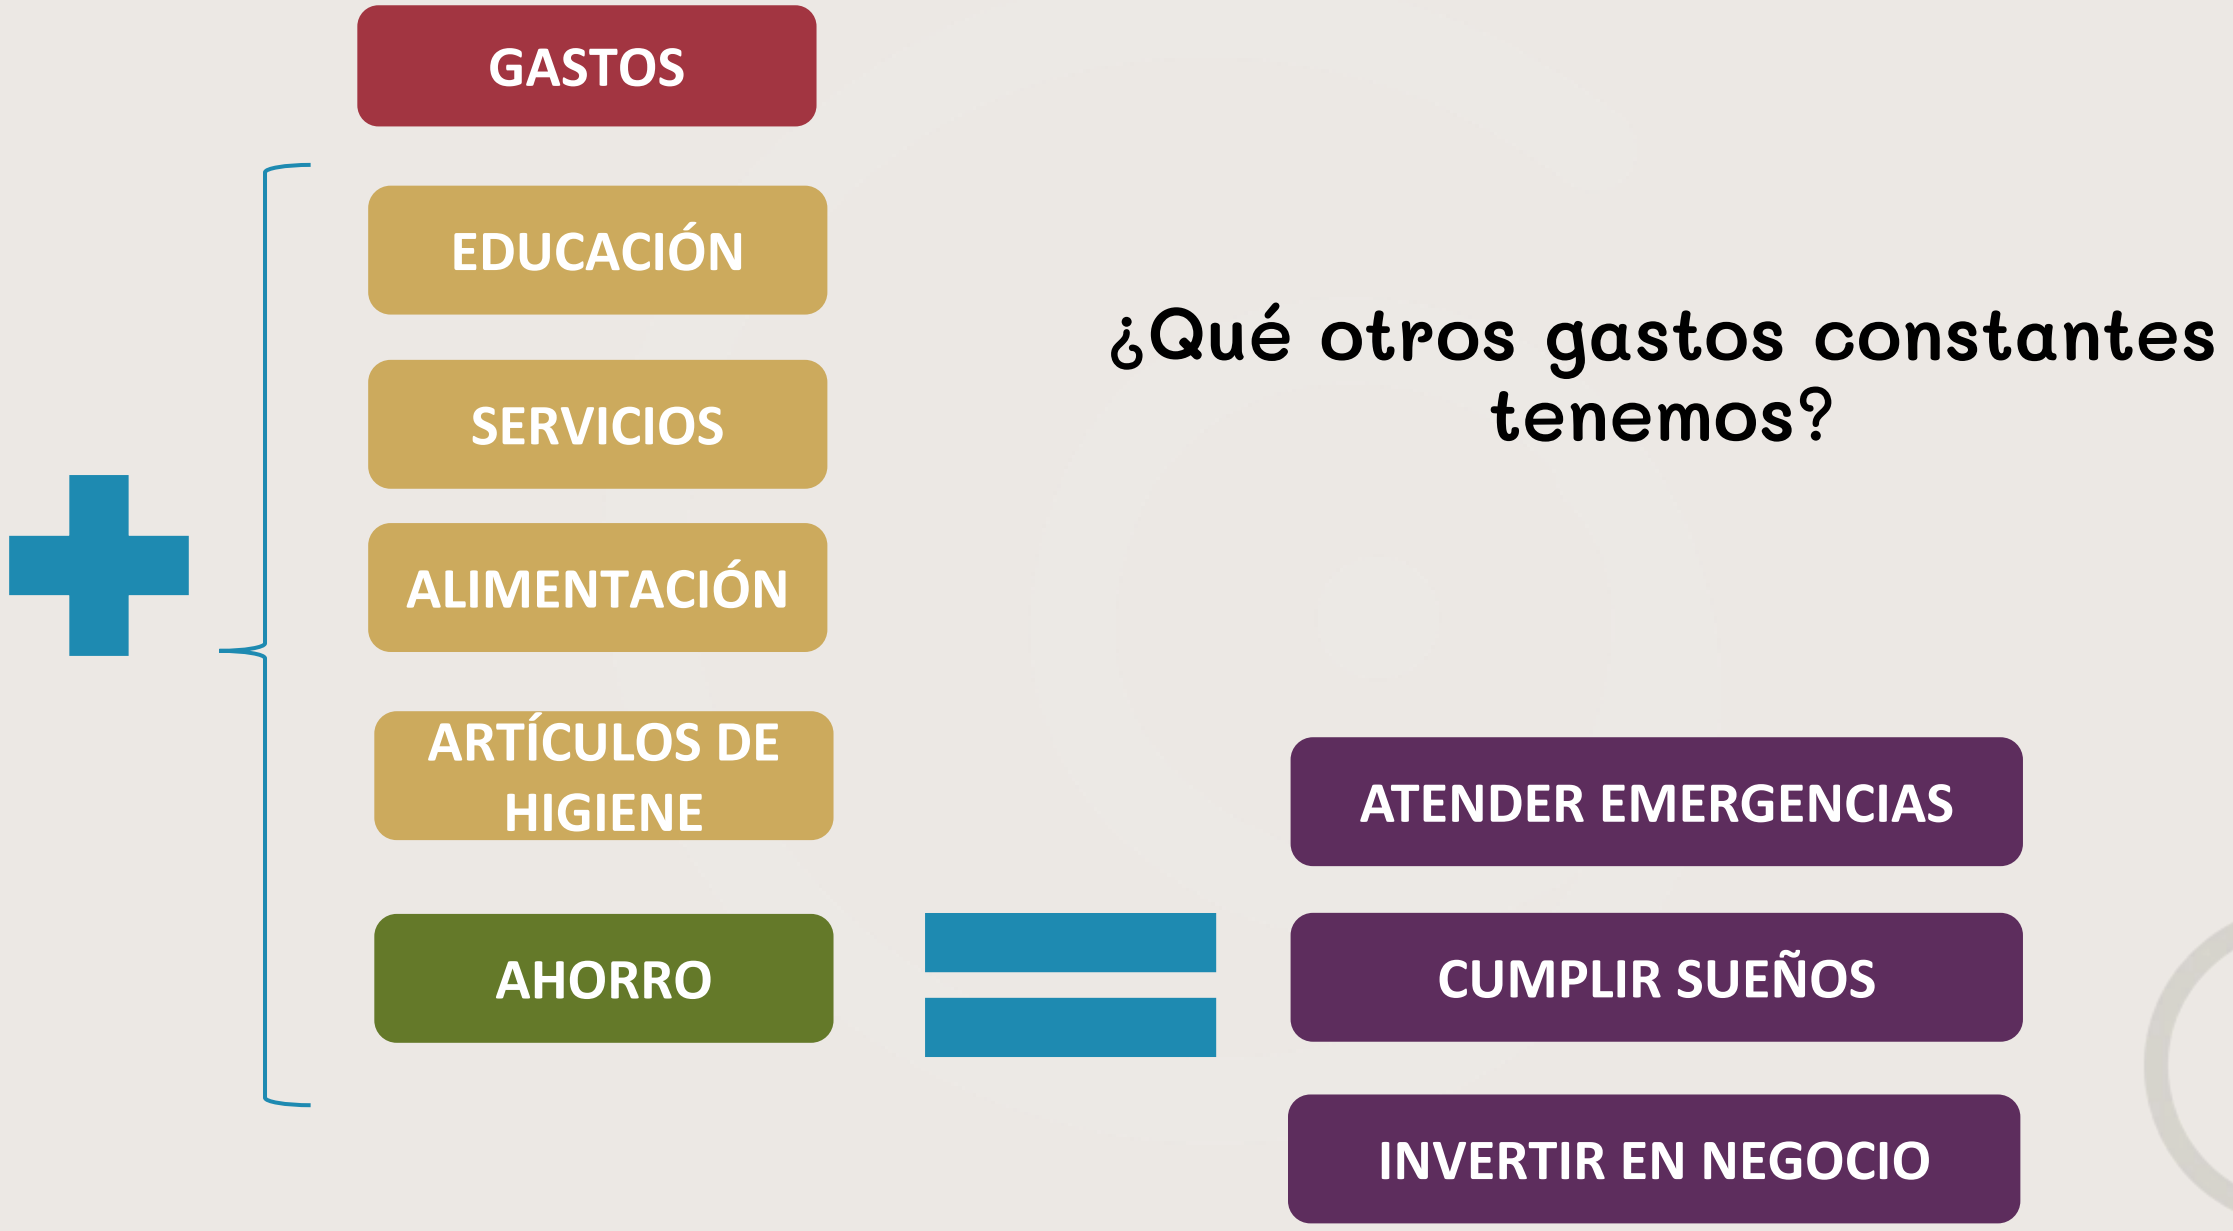 GASTOS
EDUCACIÓN
SERVICIOS
ALIMENTACIÓN
ARTÍCULOS DE
HIGIENE
AHORRO
¿Qué otros gastos constantes
tenemos?
ATENDER EMERGENCIAS
CUMPLIR SUEÑOS
INVERTIR EN NEGOCIO